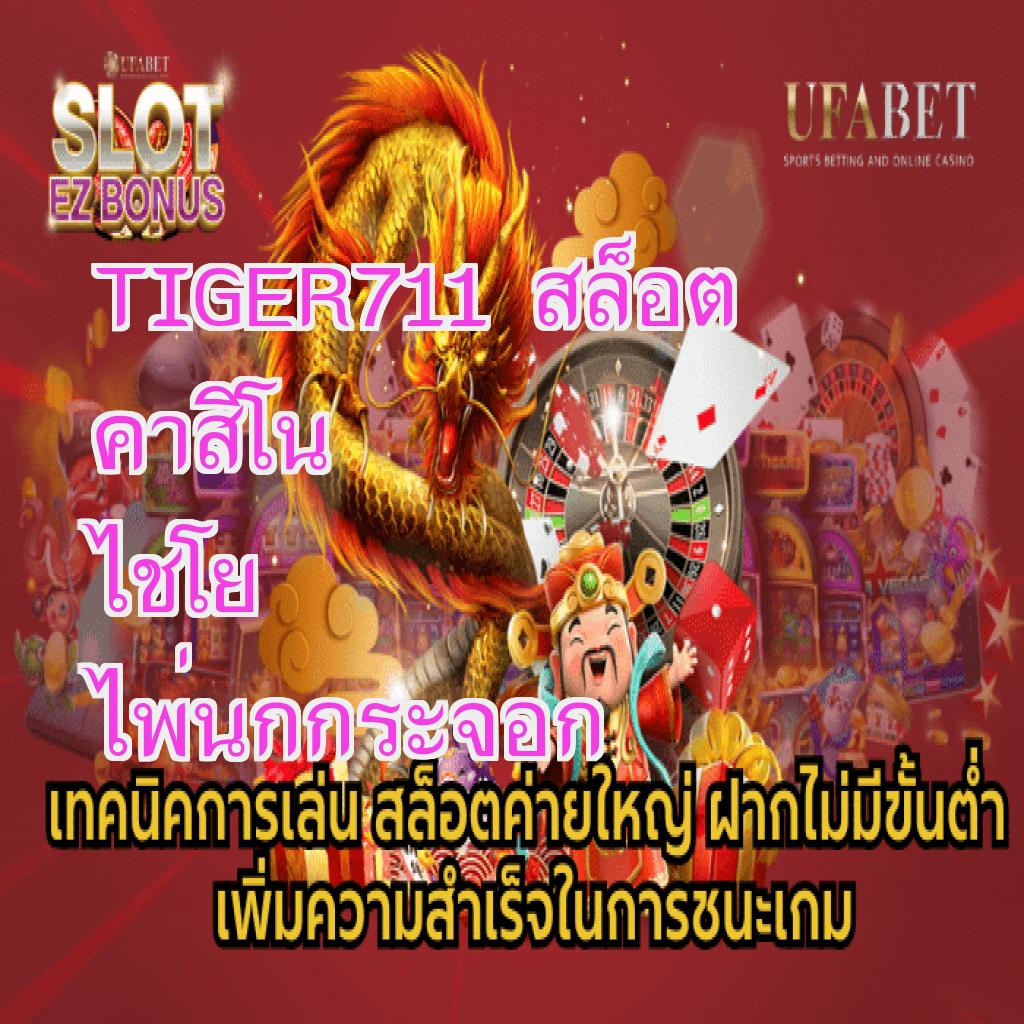 UFABET
SLOT
EZ BONUS
UFABET
SPORTS BETTING AND ONLINE CASINO
TIGER711 สล็อต
คาสิโน
ไชโย
ไพ่นกกระจอก
เทคนิคการเล่น สล็อตค่ายใหญ่ ฝากไม่มีขั้นต่ำ
เพิ่มความสำเร็จในการชนะเกม